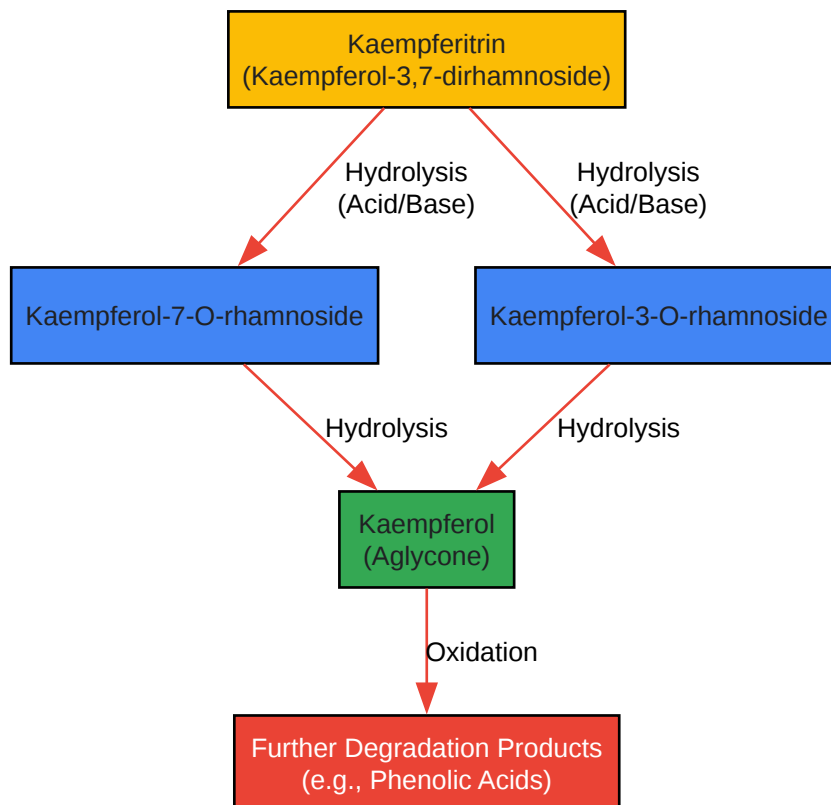 Kaempferitrin
(Kaempferol-3,7-dirhamnoside)
Hydrolysis
(Acid/Base)
Hydrolysis
(Acid/Base)
Kaempferol-7-O-rhamnoside
Kaempferol-3-O-rhamnoside
Hydrolysis
Hydrolysis
Kaempferol
(Aglycone)
Oxidation
Further Degradation Products
(e.g., Phenolic Acids)